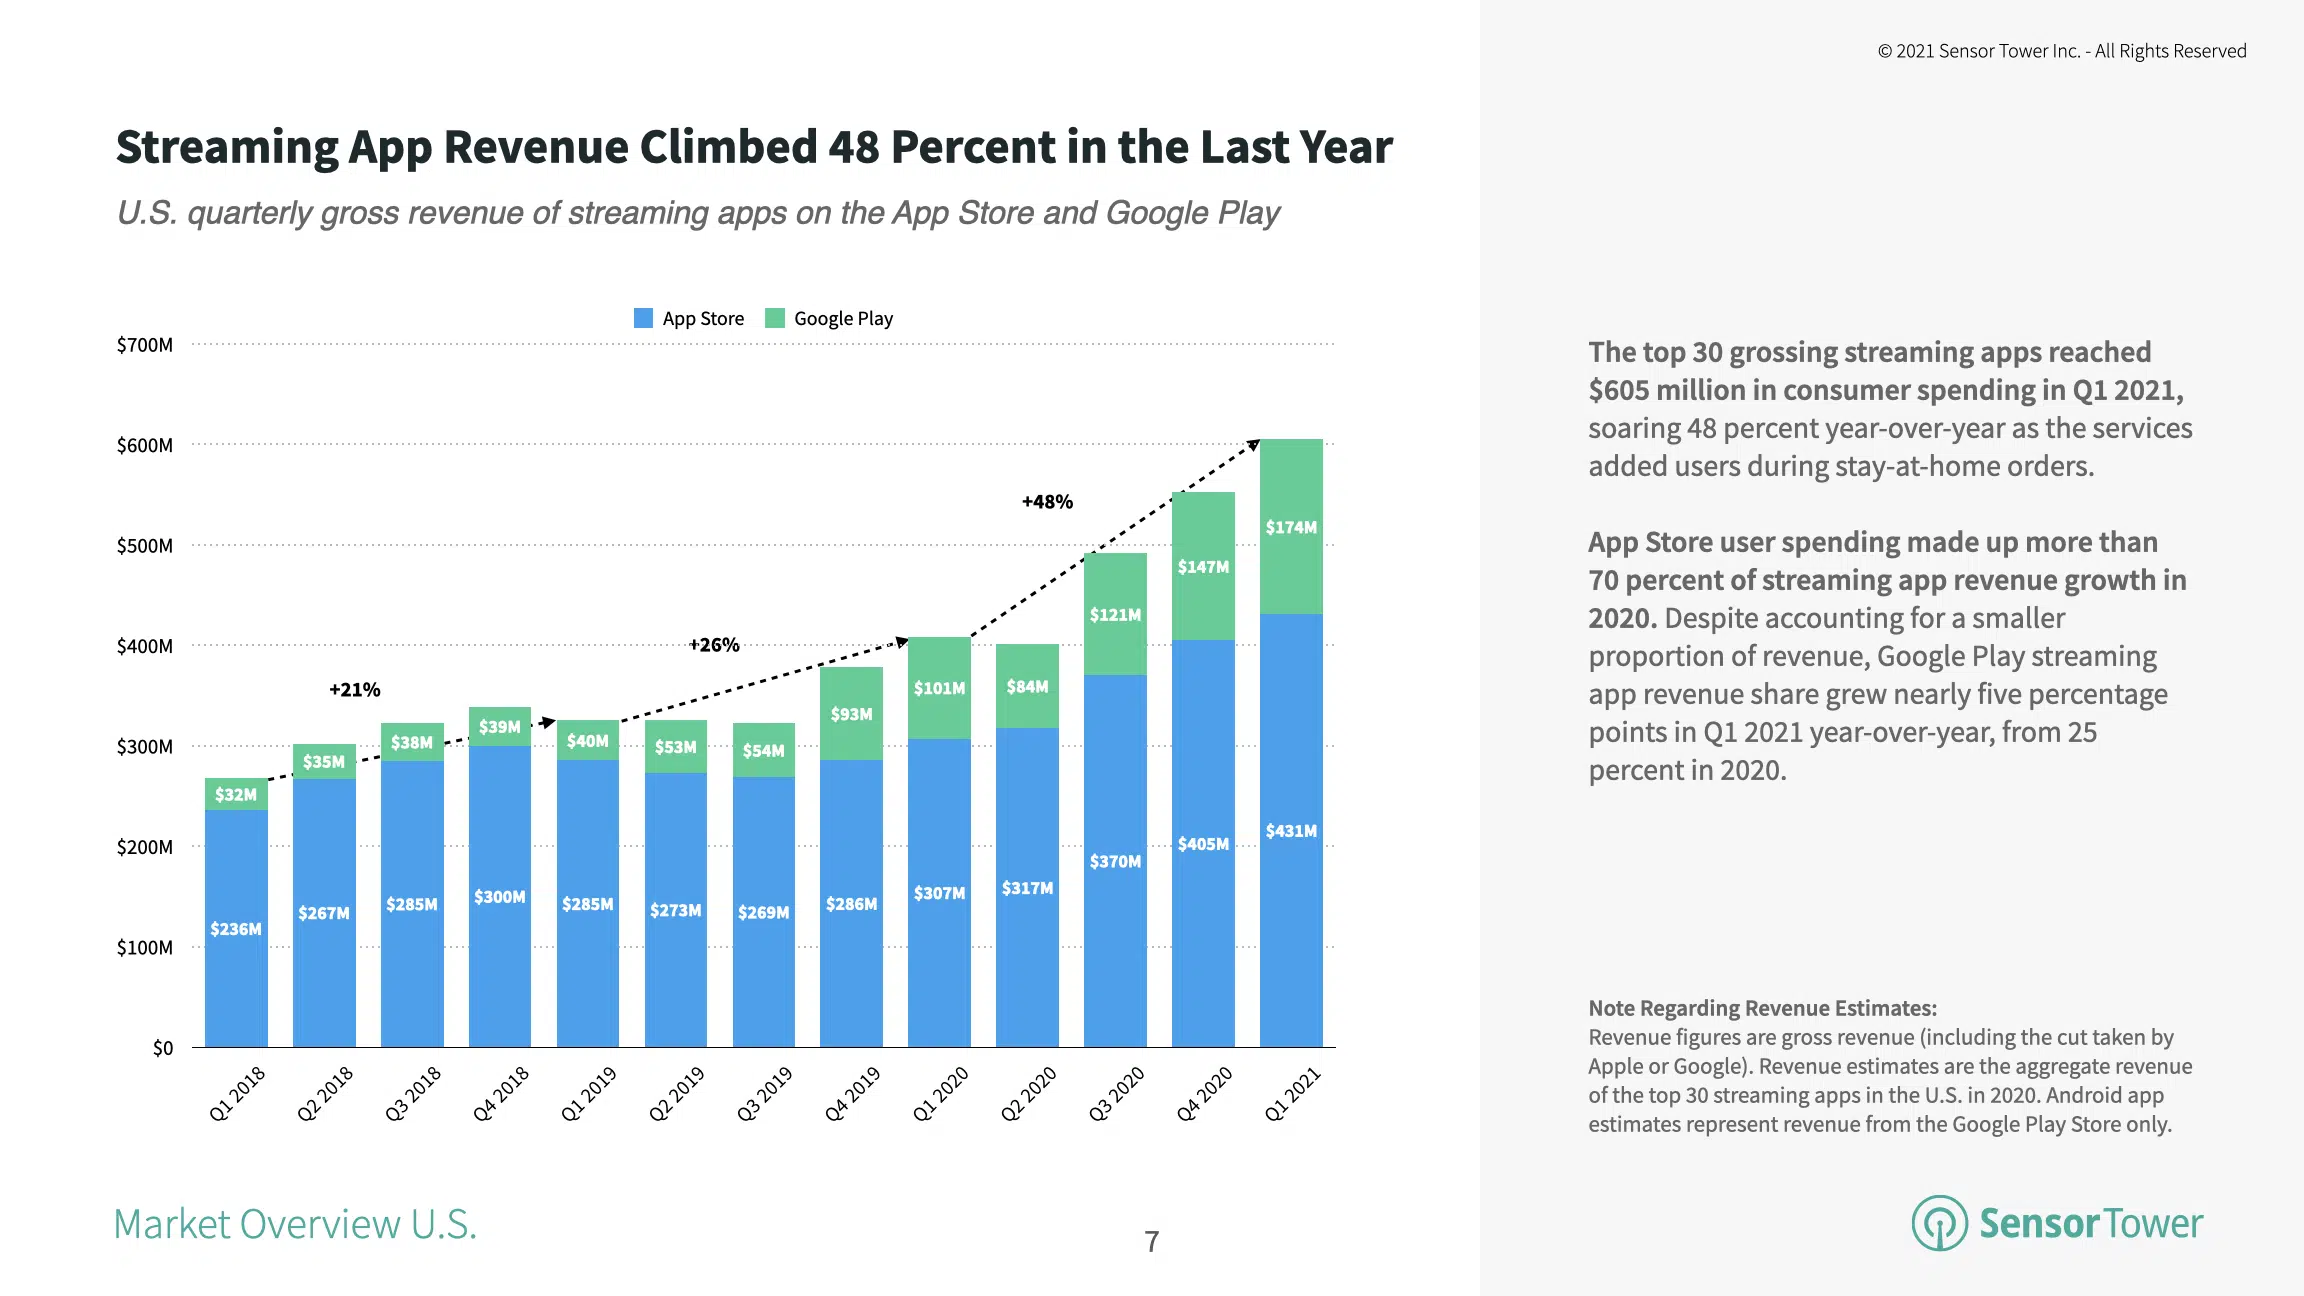 © 2021 Sensor Tower Inc. - All Rights Reserved
Streaming App Revenue Climbed 48 Percent in the Last Year
U.S. quarterly gross revenue of streaming apps on the App Store and Google Play
App Store
Google Play
$700M
$600M
$500M
$400M
$300M
$200M
$100M
$0
+21%
+26%
+48%
$32M
$35M
$38M
$39M
$40M
$53M
$54M
$93M
$101M
$84M
$121M
$147M
$174M
$236M
$267M
$285M
$300M
$285M
$273M
$269M
$286M
$307M
$317M
$370M
$405M
$431M
Q1 2018
Q2 2018
Q3 2018
Q4 2018
Q1 2019
Q2 2019
Q3 2019
Q4 2019
Q1 2020
Q2 2020
Q3 2020
Q4 2020
Q1 2021
The top 30 grossing streaming apps reached
$605 million in consumer spending in Q1 2021,
soaring 48 percent year-over-year as the services
added users during stay-at-home orders.
App Store user spending made up more than
70 percent of streaming app revenue growth in
2020. Despite accounting for a smaller
proportion of revenue, Google Play streaming
app revenue share grew nearly five percentage
points in Q1 2021 year-over-year, from 25
percent in 2020.
Note Regarding Revenue Estimates:
Revenue figures are gross revenue (including the cut taken by
Apple or Google). Revenue estimates are the aggregate revenue
of the top 30 streaming apps in the U.S. in 2020. Android app
estimates represent revenue from the Google Play Store only.
Market Overview U.S.
7
SensorTower